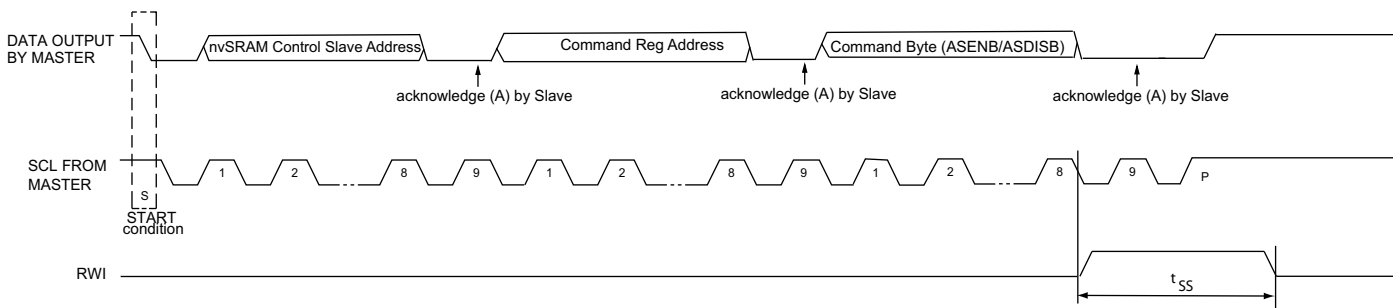 DATA OUTPUT
BY MASTER
nvSRAM Control Slave Address
Command Reg Address
Command Byte (ASENB/ASDISB)
acknowledge (A) by Slave
acknowledge (A) by Slave
acknowledge (A) by Slave
SCL FROM
MASTER
1 2 8 9 1 2 8 9 1 2 8 9 P
S
START
condition
RWI
tSS